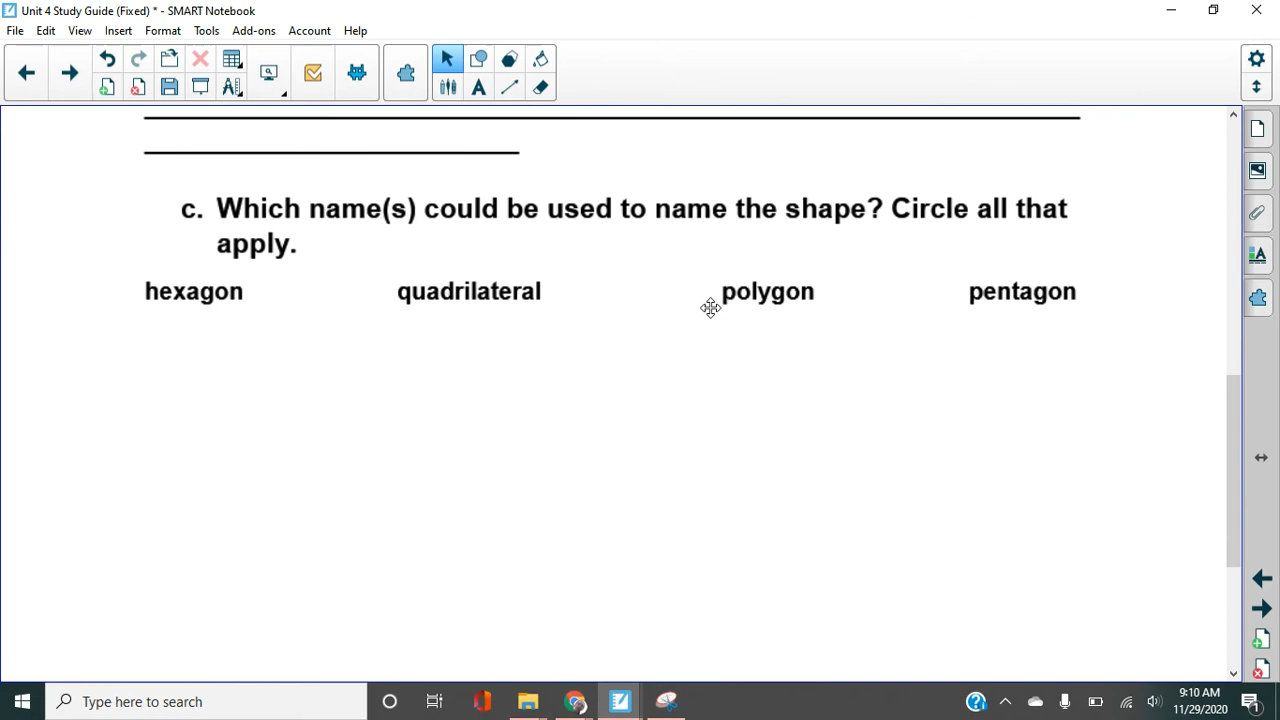 Unit 4 Study Guide (Fixed) * - SMART Notebook
File Edit View Insert Format Tools Add-ons Account Help
c. Which name(s) could be used to name the shape? Circle all that
apply.
hexagon quadrilateral polygon pentagon
Type here to search
9:10 AM
11/29/2020
1